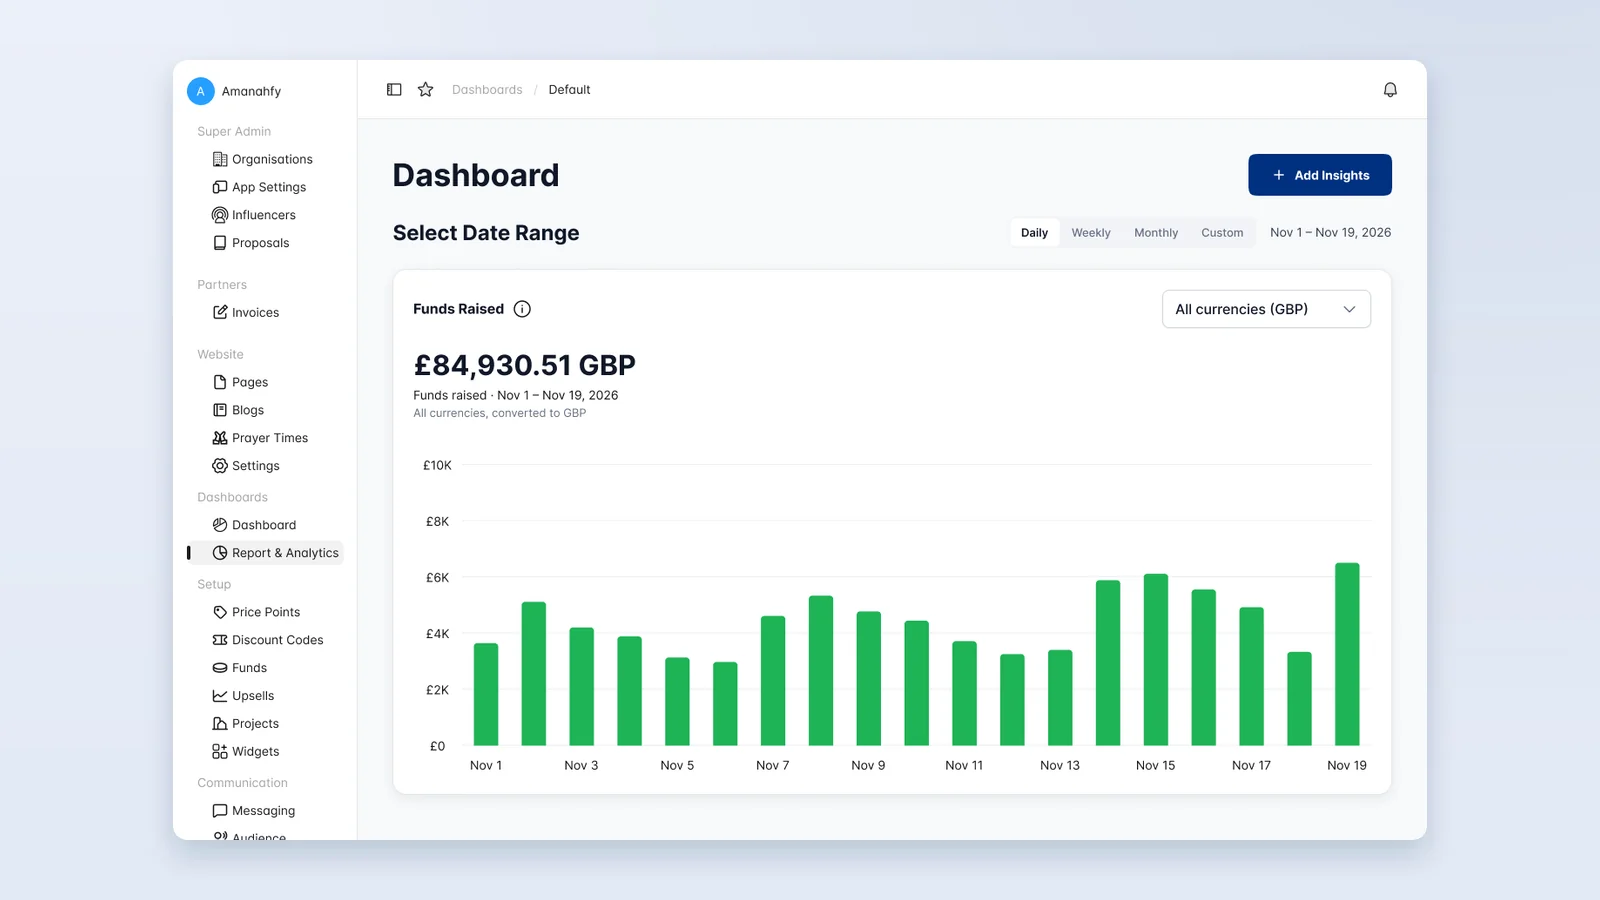 A Amanahfy
Super Admin
Organisations
App Settings
Influencers
Proposals
Partners
Invoices
Website
Pages
Blogs
Prayer Times
Settings
Dashboards
Dashboard
Report & Analytics
Setup
Price Points
Discount Codes
Funds
Upsells
Projects
Widgets
Communication
Messaging
Audience
Dashboards / Default
Dashboard
+ Add Insights
Select Date Range
Daily Weekly Monthly Custom Nov 1 – Nov 19, 2026
Funds Raised
All currencies (GBP)
£84,930.51 GBP
Funds raised · Nov 1 – Nov 19, 2026
All currencies, converted to GBP
£10K
£8K
£6K
£4K
£2K
£0
Nov 1 Nov 3 Nov 5 Nov 7 Nov 9 Nov 11 Nov 13 Nov 15 Nov 17 Nov 19